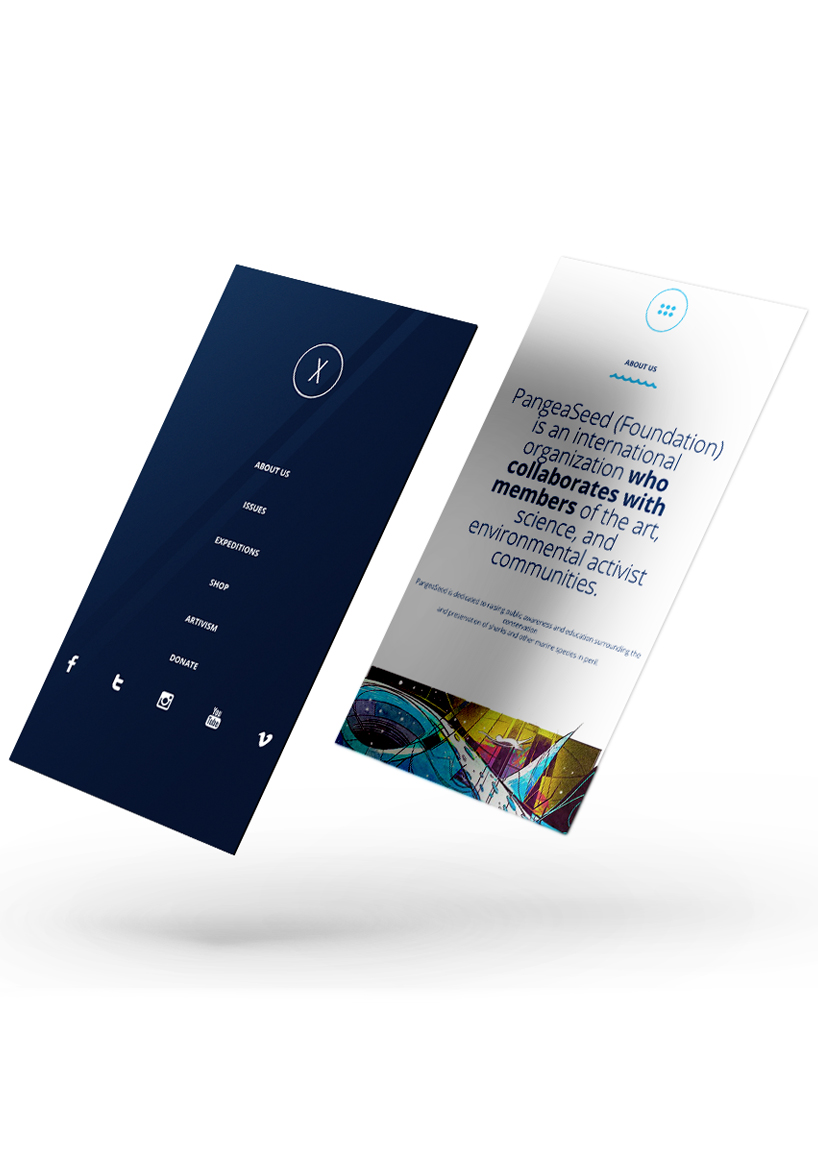 X
ABOUT US
ISSUES
EXPEDITIONS
SHOP
ARTIVISM
DONATE
You
Tube
ABOUT US
PangeaSeed (Foundation)
is an international
organization who
collaborates with
members of the art,
science, and
environmental activist
communities.
PangeaSeed is dedicated to raising public awareness and education surrounding the
conservation
and preservation of sharks and other marine species in peril.